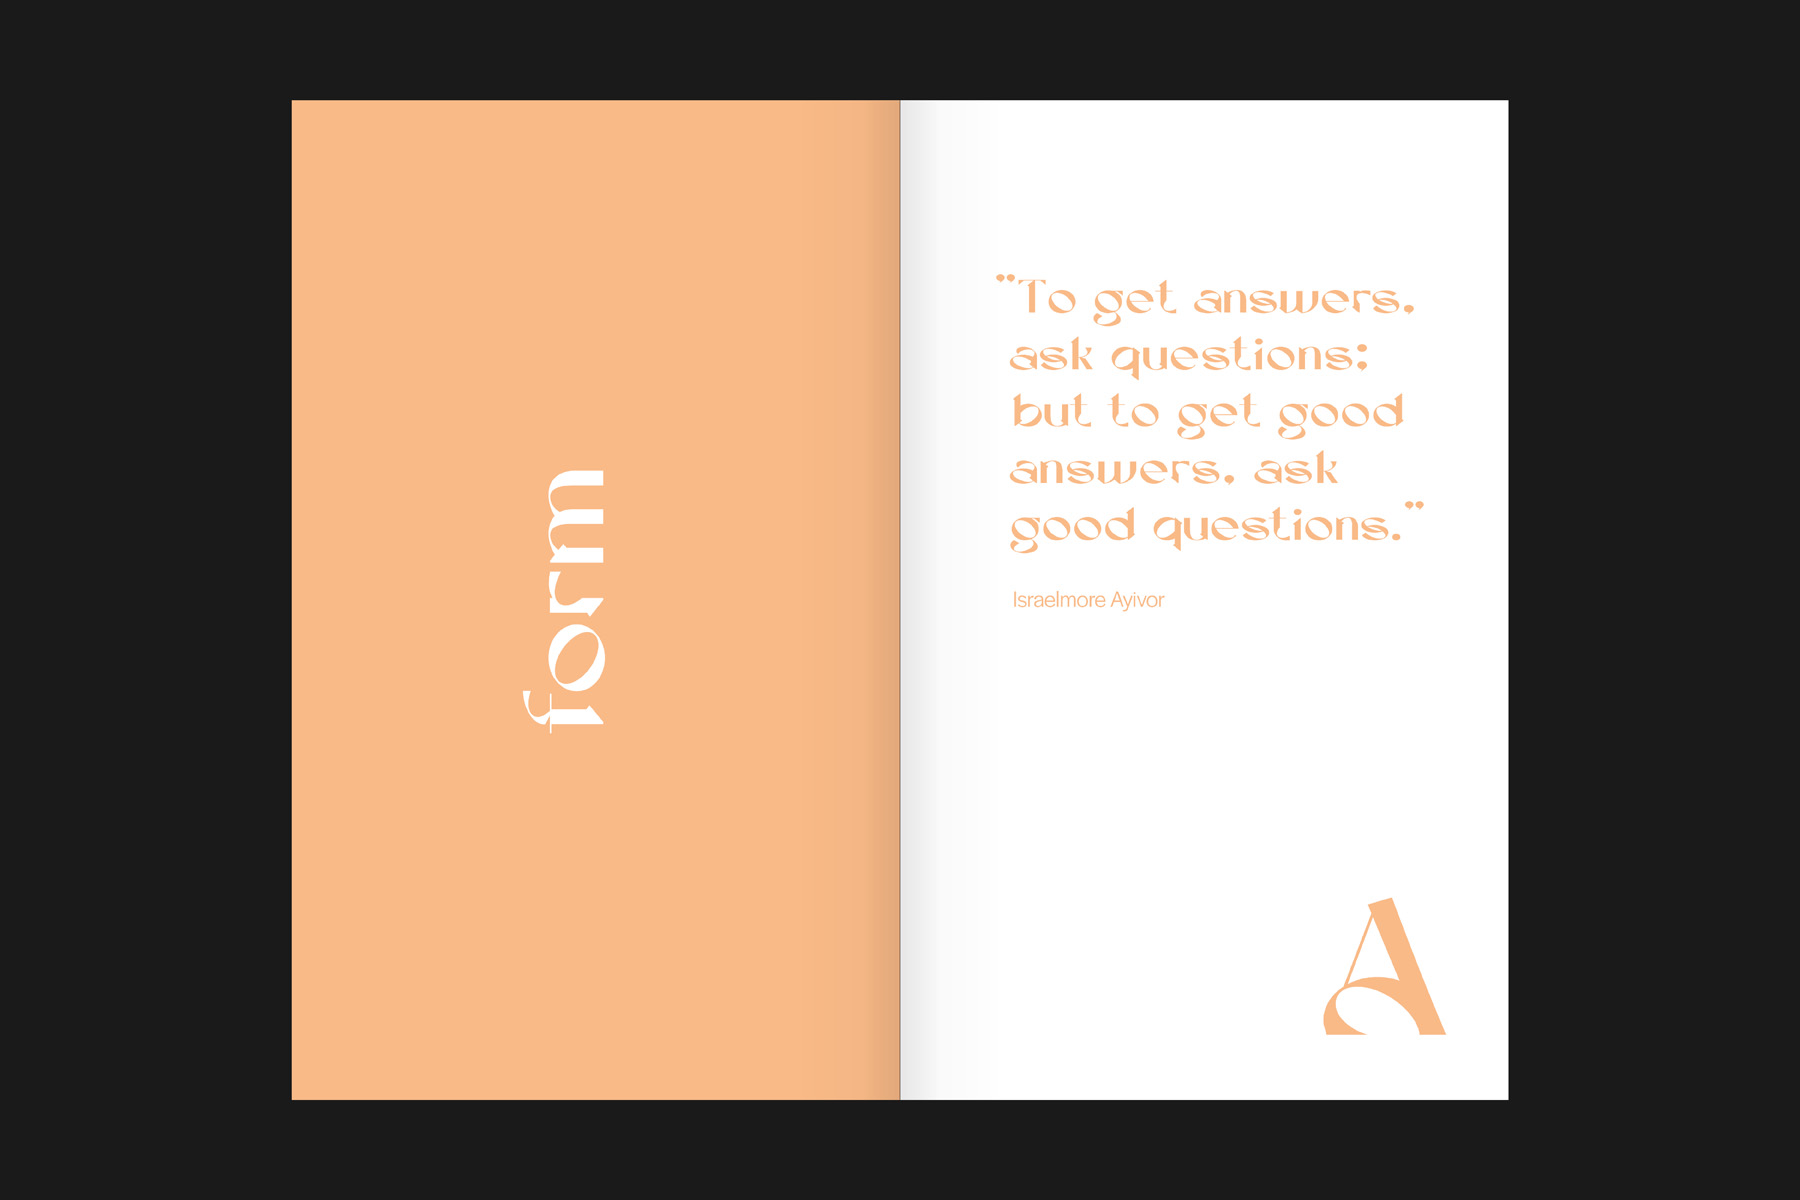 form
"To get answers,
ask questions;
but to get good
answers, ask
good questions."
Israelmore Ayivor
A